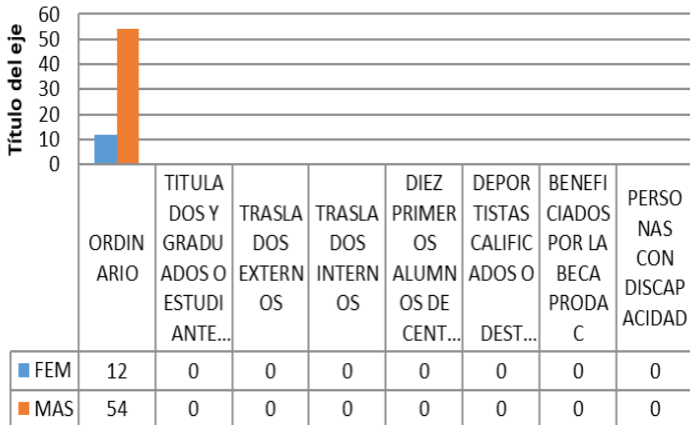 Título del eje
60
50
40
30
20
10
0
ORDIN
ARIO
TITULA
DOS Y
GRADU
ADOS O
ESTUDI
ANTE...
TRASLA
DOS
EXTERN
OS
TRASLA
DOS
INTERN
OS
DIEZ
PRIMER
OS
ALUMN
OS DE
CENT...
DEPOR
TISTAS
CALIFIC
ADOS O
DEST...
BENEFI
CIADOS
POR LA
BECA
PRODA
C
PERSO
NAS
CON
DISCAP
ACIDAD
FEM 12 0 0 0 0 0 0 0
MAS 54 0 0 0 0 0 0 0